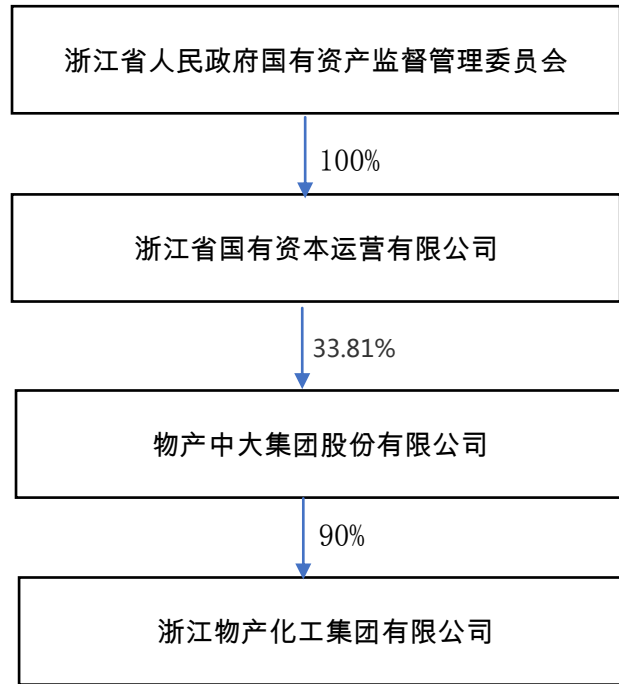 浙江省人民政府国有资产监督管理委员会
100%
浙江省国有资本运营有限公司
33.81%
物产中大集团股份有限公司
90%
浙江物产化工集团有限公司